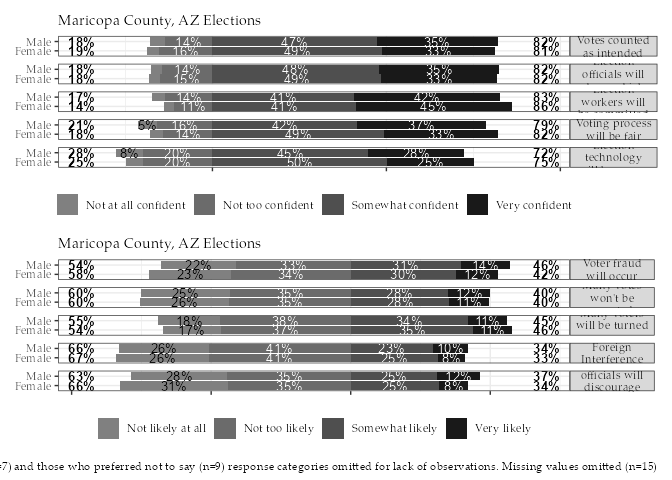 Maricopa County, AZ Elections
Male 18% 14% 47% 35% 82% Votes counted
Female 19% 16% 49% 33% 81% as intended
Male 18% 14% 48% 35% 82%
Female 18% 15% 49% 33% 82% officials will
Male 17% 14% 41% 42% 83% workers will
Female 14% 11% 41% 45% 86%
Male 21% 5% 16% 42% 37% 79% Voting process
Female 18% 14% 49% 33% 82% will be fair
Male 28% 8% 20% 45% 28% 72%
Female 25% 20% 50% 25% 75% technology
Not at all confident Not too confident Somewhat confident Very confident
Maricopa County, AZ Elections
Male 54% 22% 33% 31% 14% 46% Voter fraud
Female 58% 23% 34% 30% 12% 42% will occur
Male 60% 25% 35% 28% 12% 40%
Female 60% 26% 35% 28% 11% 40% won't be
Male 55% 18% 38% 34% 11% 45%
Female 54% 17% 37% 35% 11% 46% will be turned
Male 66% 26% 41% 23% 10% 34% Foreign
Female 67% 26% 41% 25% 8% 33% Interference
Male 63% 28% 35% 25% 12% 37% officials will
Female 66% 31% 35% 25% 8% 34% discourage
Not likely at all Not too likely Somewhat likely Very likely
=7) and those who preferred not to say (n=9) response categories omitted for lack of observations. Missing values omitted (n=15)